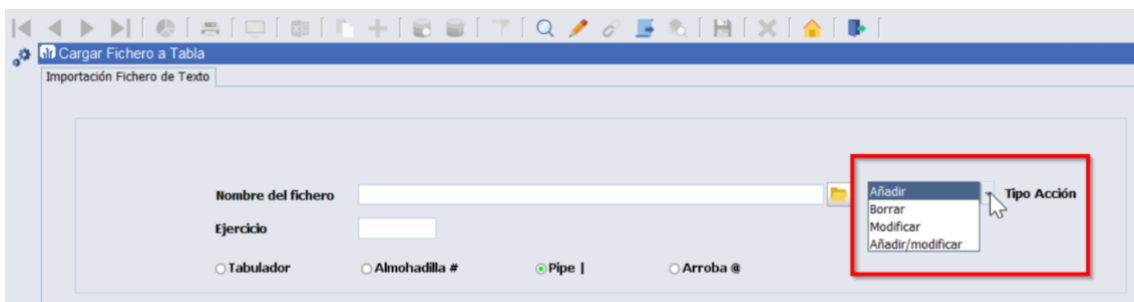 Cargar Fichero a Tabla
Importación Fichero de Texto
Nombre del fichero
Añadir
Tipo Acción
Borrar
Modificar
Añadir/modificar
Ejercicio
Tabulador Almohadilla # Pipe | Arroba @